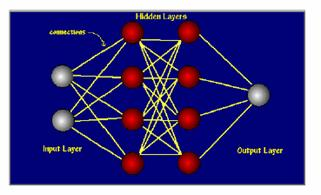 Hidden Layers
connections
Input Layer
Output Layer